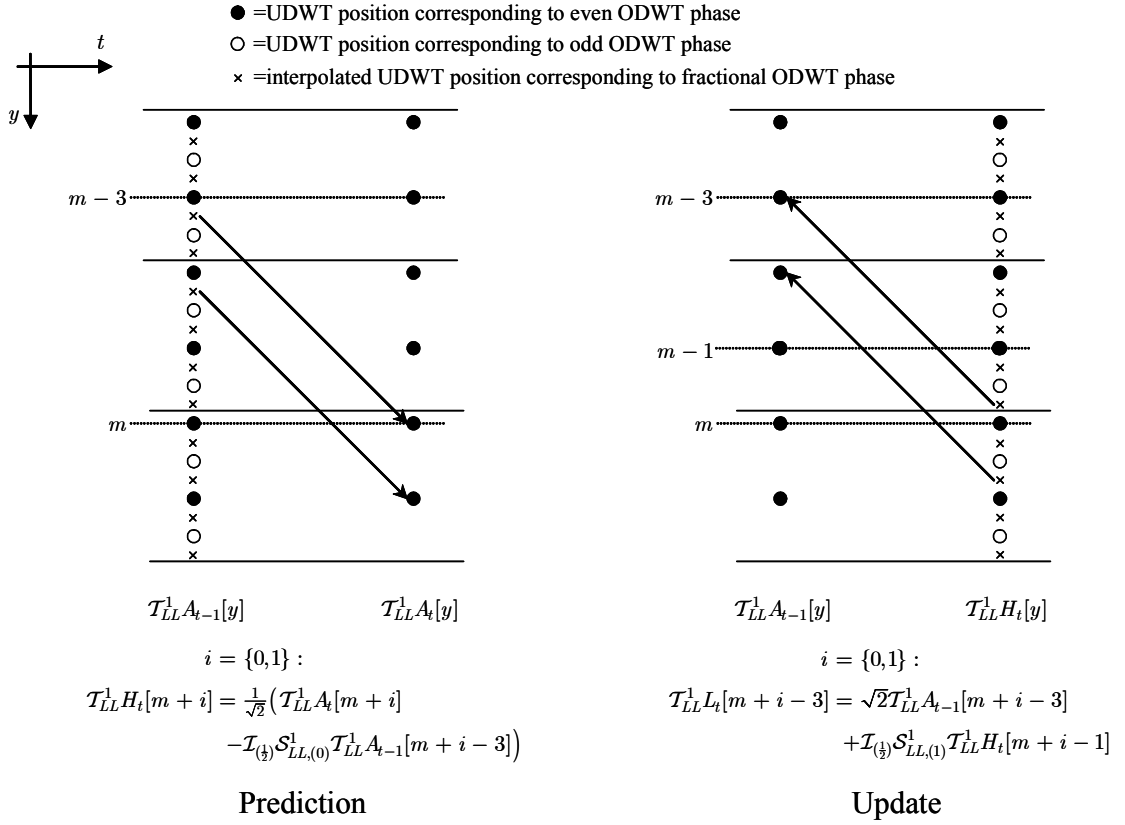 ● =UDWT position corresponding to even ODWT phase
○ =UDWT position corresponding to odd ODWT phase
× =interpolated UDWT position corresponding to fractional ODWT phase
t
y
m − 3
m
m − 3
m − 1
m
𝒯¹_LL A_{t−1}[y]
𝒯¹_LL A_t[y]
𝒯¹_LL A_{t−1}[y]
𝒯¹_LL H_t[y]
i = {0,1} :
𝒯¹_LL H_t[m + i] = 1/√2 (𝒯¹_LL A_t[m + i]
−ℐ_(½) 𝒮¹_{LL,(0)} 𝒯¹_LL A_{t−1}[m + i − 3])
Prediction
i = {0,1} :
𝒯¹_LL L_t[m + i − 3] = √2 𝒯¹_LL A_{t−1}[m + i − 3]
+ℐ_(½) 𝒮¹_{LL,(1)} 𝒯¹_LL H_t[m + i − 1]
Update